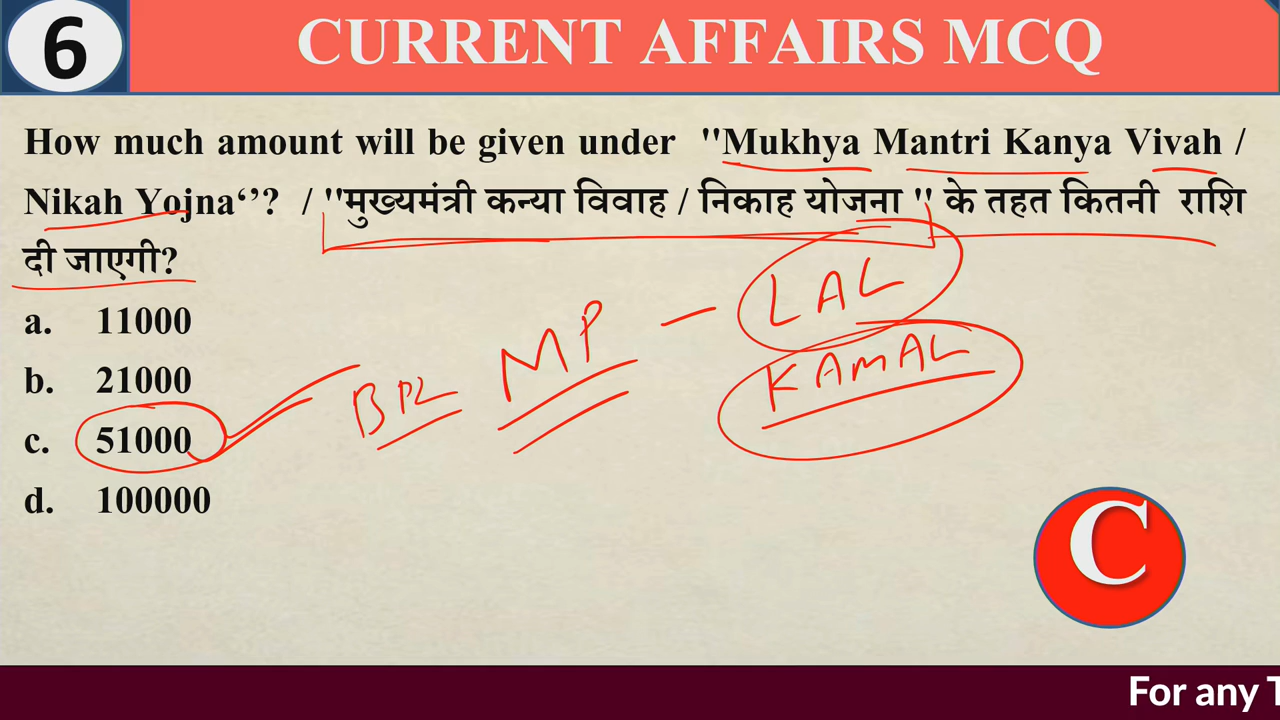 6
CURRENT AFFAIRS MCQ
How much amount will be given under "Mukhya Mantri Kanya Vivah /
Nikah Yojna‘’? / "मुख्यमंत्री कन्या विवाह / निकाह योजना " के तहत कितनी राशि
दी जाएगी?
a. 11000
b. 21000
c. 51000
d. 100000
BPL MP - LAL
KAMAL
C
For any T